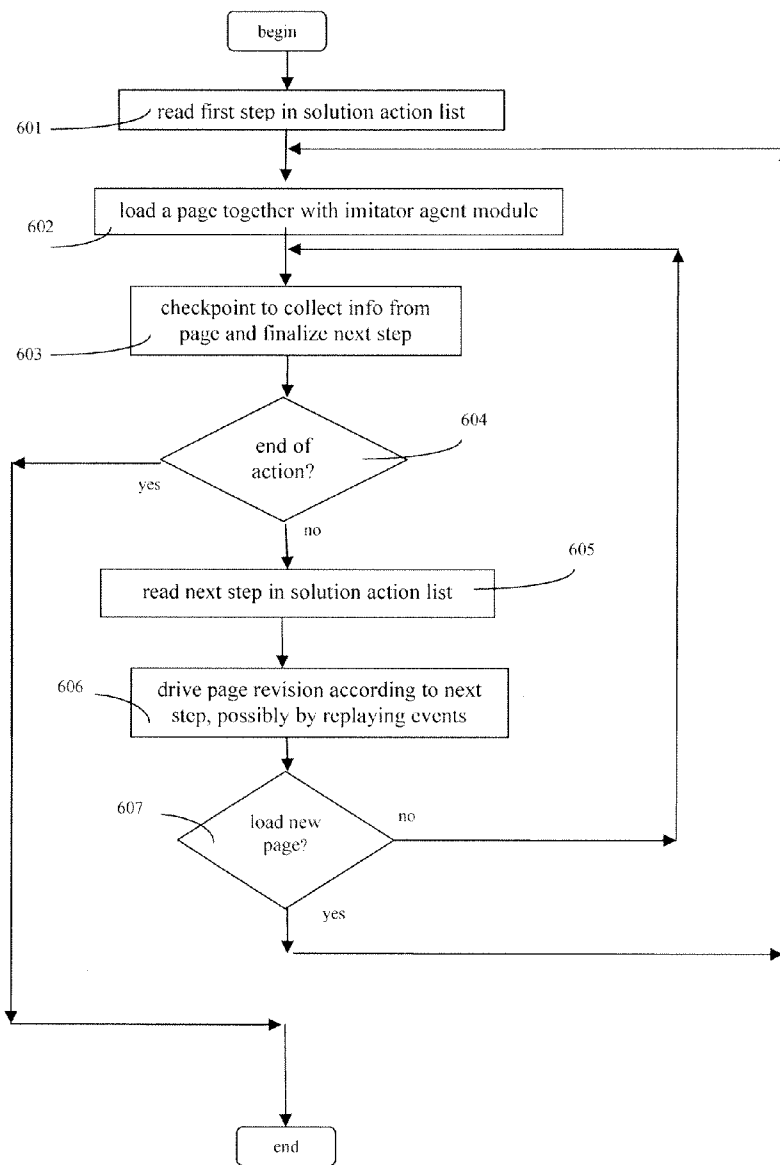 begin
read first step in solution action list
601
load a page together with imitator agent module
602
checkpoint to collect info from
page and finalize next step
603
604
end of
action?
yes
no
605
read next step in solution action list
606
drive page revision according to next
step, possibly by replaying events
607
load new
page?
no
yes
end